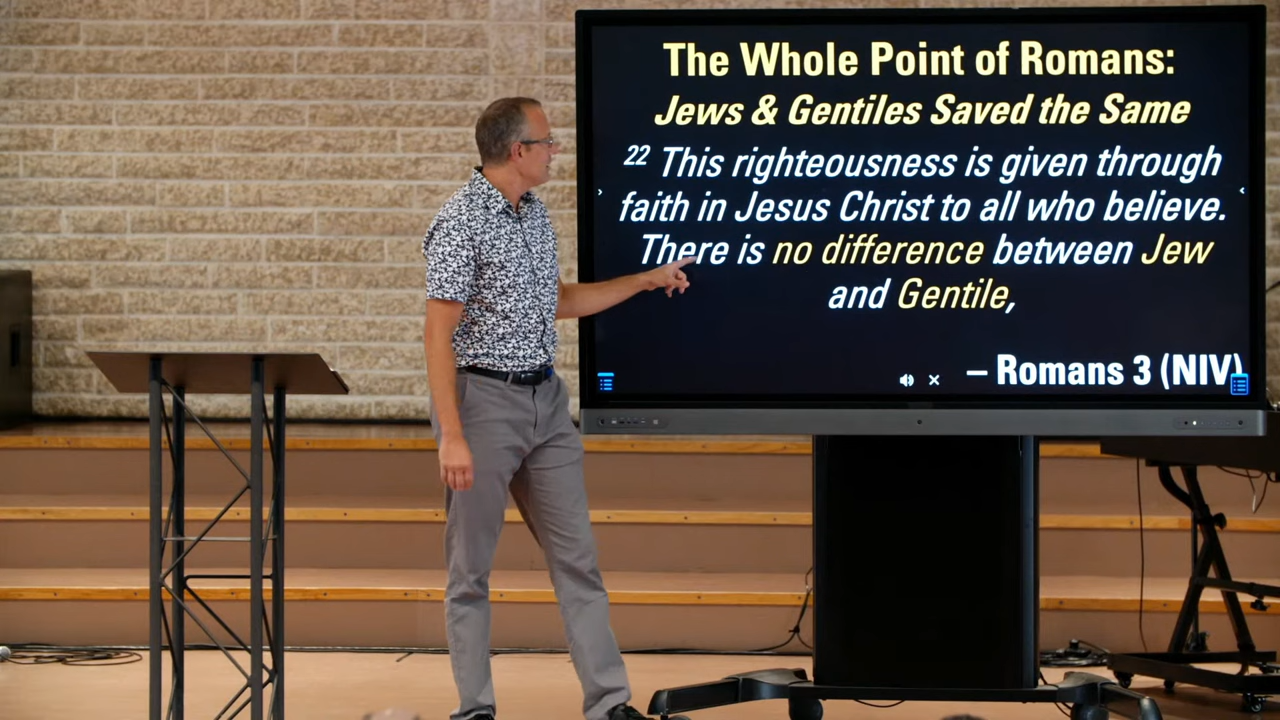 The Whole Point of Romans:
Jews & Gentiles Saved the Same
22 This righteousness is given through
faith in Jesus Christ to all who believe.
There is no difference between Jew
and Gentile,
– Romans 3 (NIV)